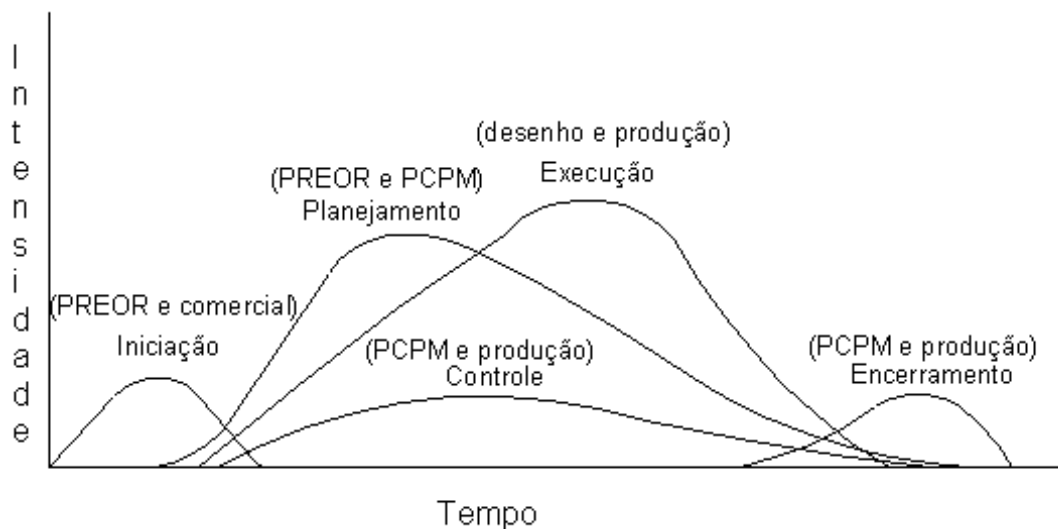 Intensidade
(desenho e produção)
Execução
(PREOR e PCPM)
Planejamento
(PREOR e comercial)
Iniciação
(PCPM e produção)
Controle
(PCPM e produção)
Encerramento
Tempo